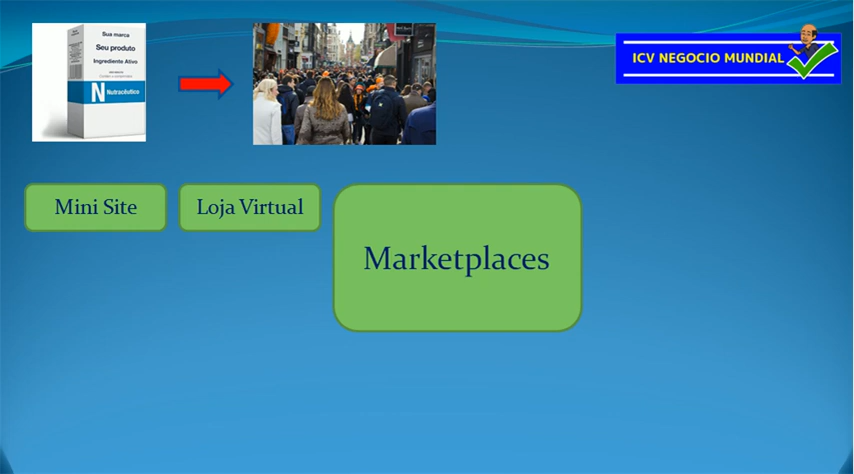 Sua marca
Seu produto
Ingrediente Ativo
N Nutracêutico
ICV NEGOCIO MUNDIAL
Mini Site
Loja Virtual
Marketplaces